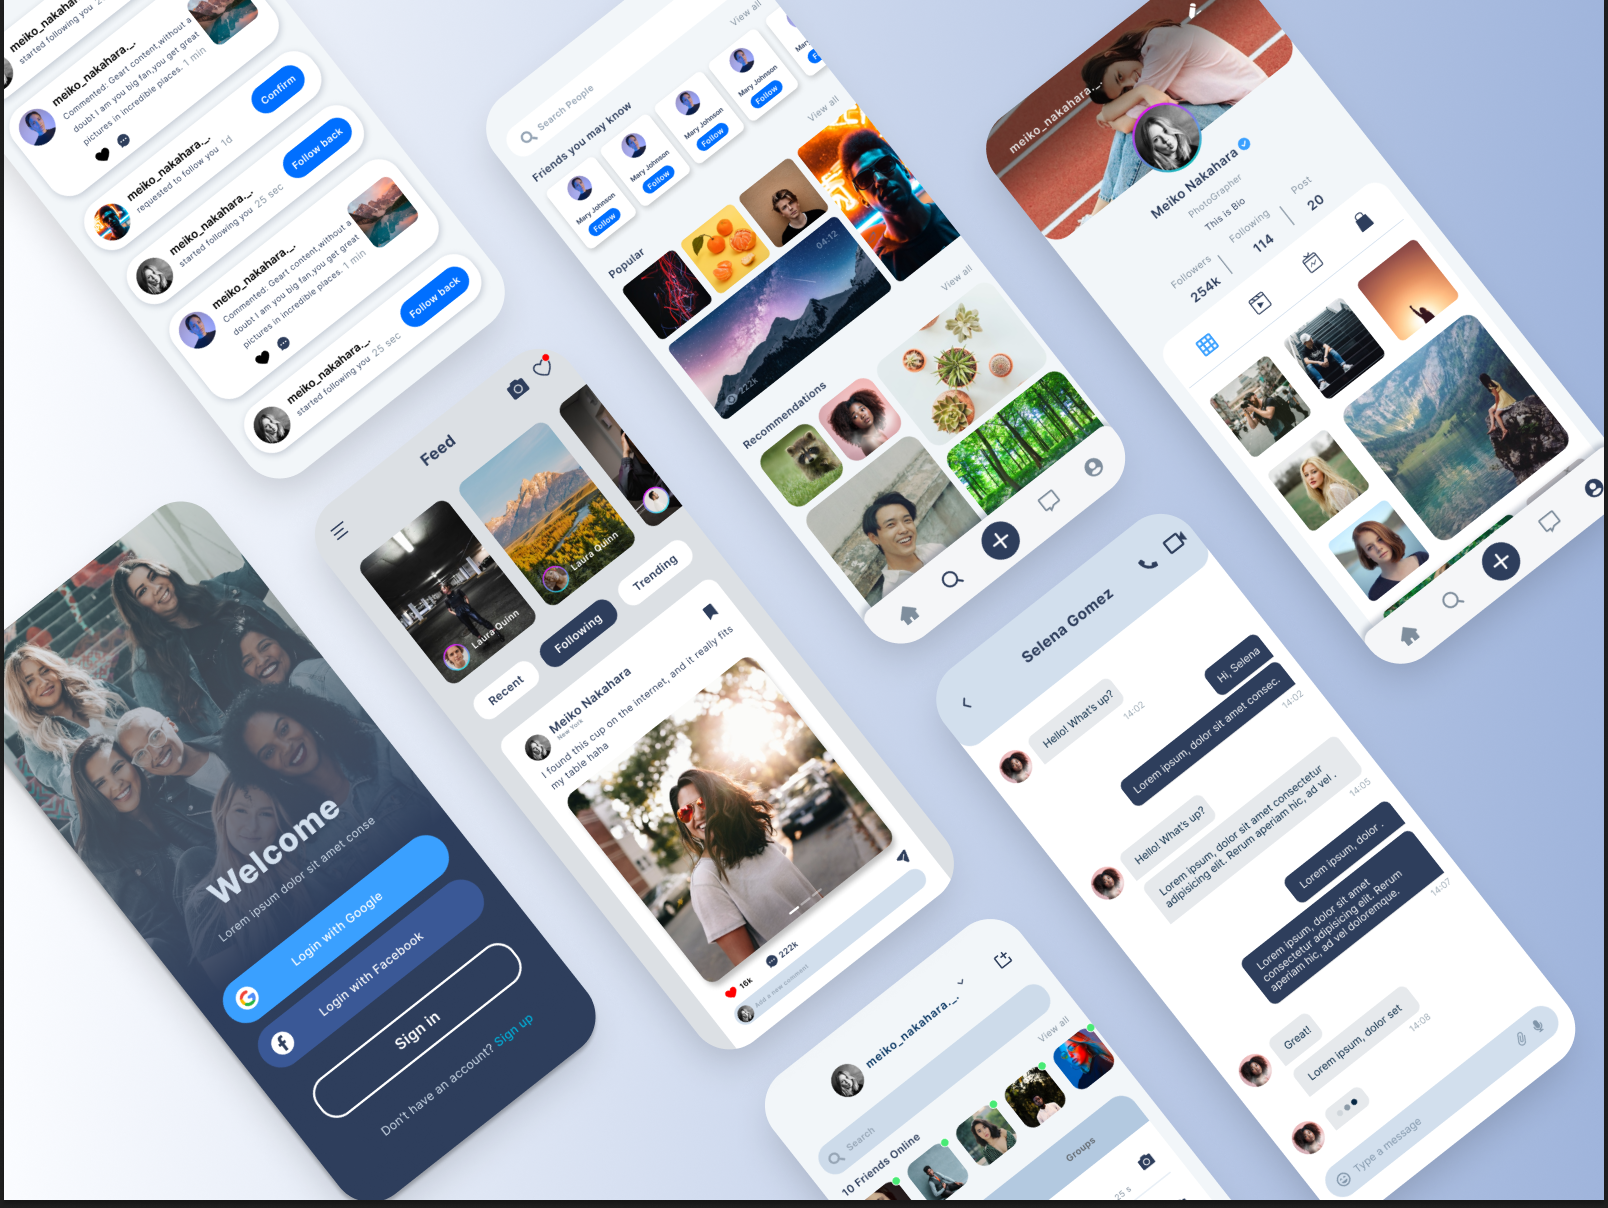 meiko_nakahara._.
started following you
meiko_nakahara._.
Commented: Geart content,without a
doubt I am you big fan,you get great
pictures in incredible places. 1 min
meiko_nakahara._.
requested to follow you 1d
Confirm
meiko_nakahara._.
started following you 25 sec
Follow back
meiko_nakahara._.
Commented: Geart content,without a
doubt I am you big fan,you get great
pictures in incredible places. 1 min
meiko_nakahara._.
started following you 25 sec
Follow back
Welcome
Lorem ipsum dolor sit amet conse
Login with Google
Login with Facebook
Sign in
Don't have an account? Sign up
Feed
Laura Quinn
Laura Quinn
Recent
Following
Trending
Meiko Nakahara
New York
I found this cup on the internet, and it really fits
my table haha
16k
222k
Add a new comment
View all
Search People
Friends you may know
View all
Mary Johnson
Follow
Mary Johnson
Follow
Mary Johnson
Follow
Mary Johnson
Follow
Popular
04:12
222k
View all
Recommendations
meiko_nakahara._.
Meiko Nakahara
PhotoGrapher
This is Bio
Followers
254k
Following
114
Post
20
Selena Gomez
Hi, Selena
Lorem ipsum, dolor sit amet consec.
14:02
Hello! What's up?
14:02
Hello! What's up?
Lorem ipsum, dolor sit amet consectetur
adipisicing elit. Rerum aperiam hic, ad vel .
14:05
Lorem ipsum, dolor .
Lorem ipsum, dolor sit amet
consectetur adipisicing elit. Rerum
aperiam hic, ad vel doloremque.
14:07
Great!
Lorem ipsum, dolor set
14:08
Type a message
meiko_nakahara._.
Search
10 Friends Online
View all
Groups
25 s